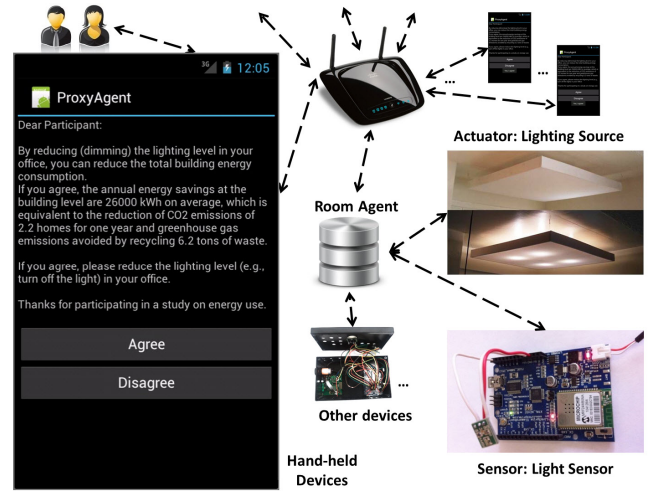 3G 12:05
ProxyAgent
Dear Participant:
By reducing (dimming) the lighting level in your
office, you can reduce the total building energy
consumption.
If you agree, the annual energy savings at the
building level are 26000 kWh on average, which is
equivalent to the reduction of CO2 emissions of
2.2 homes for one year and greenhouse gas
emissions avoided by recycling 6.2 tons of waste.
If you agree, please reduce the lighting level (e.g.,
turn off the light) in your office.
Thanks for participating in a study on energy use.
Agree
Disagree
Hand-held
Devices
...
...
Actuator: Lighting Source
Room Agent
...
Other devices
MICROCHIP
Sensor: Light Sensor